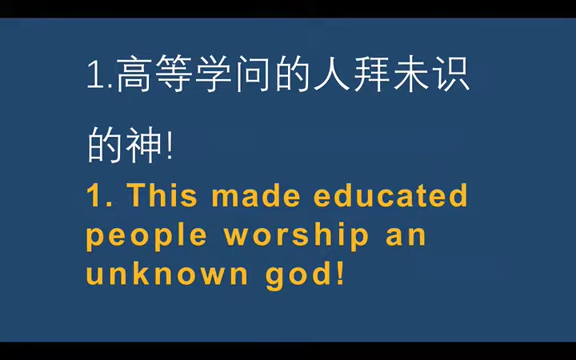 1.高等学问的人拜未识
的神!
1. This made educated
people worship an
unknown god!